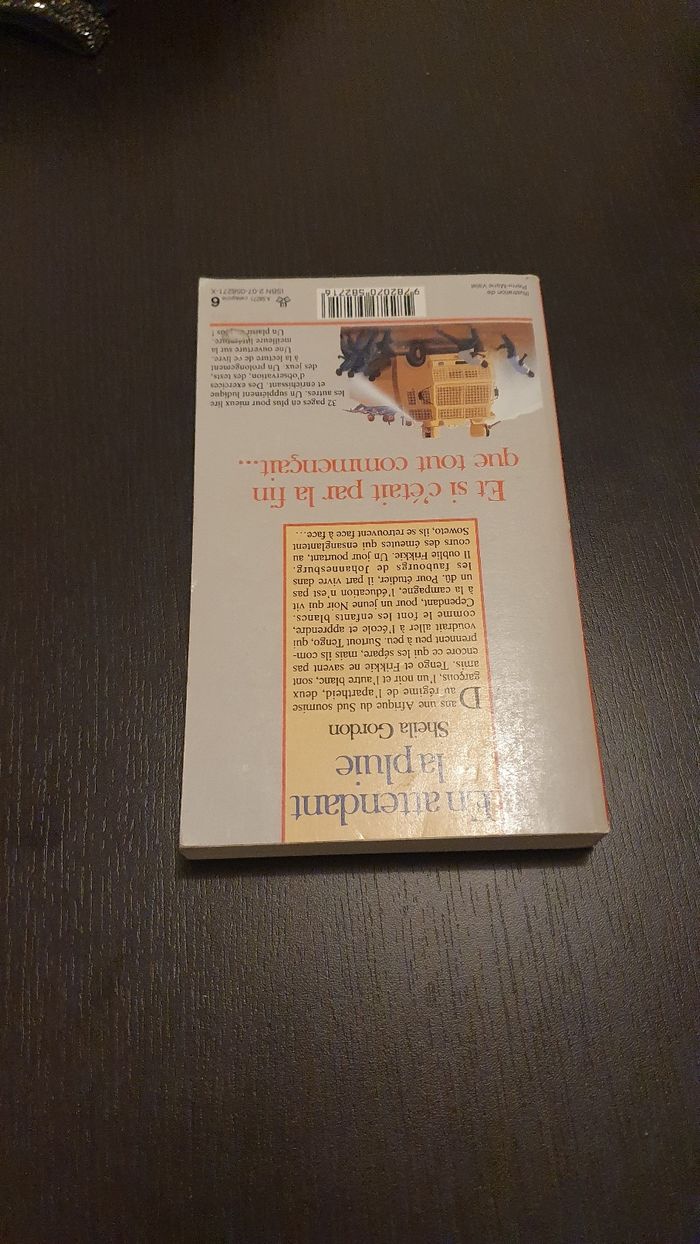 En attendant
la pluie
Sheila Gordon
Dans une Afrique du Sud soumise
au régime de l'apartheid, deux
garçons, l'un noir et l'autre blanc, sont
amis. Tengo et Frikkie ne savent pas
encore ce qui les sépare, mais ils com-
prennent peu à peu. Surtout Tengo, qui
voudrait aller à l'école et apprendre,
comme le font les enfants blancs.
Cependant, pour un jeune Noir qui vit
à la campagne, l'éducation n'est pas
un dû. Pour étudier, il part vivre dans
les faubourgs de Johannesburg.
Il oublie Frikkie. Un jour pourtant, au
cours des émeutes qui ensanglantent
Soweto, ils se retrouvent face à face...
Et si c'était par la fin
que tout commençait...
32 pages en plus pour mieux lire
les autres. Un supplément ludique
et enrichissant. Des exercices
d'observation, des tests,
des jeux. Un prolongement
à la lecture de ce livre.
Une ouverture sur la
meilleure littérature.
Un plaisir
Illustration de
Pierre-Marie Valat
9 782070 582716
A 58271 catégorie 6
ISBN 2-07-058271-X